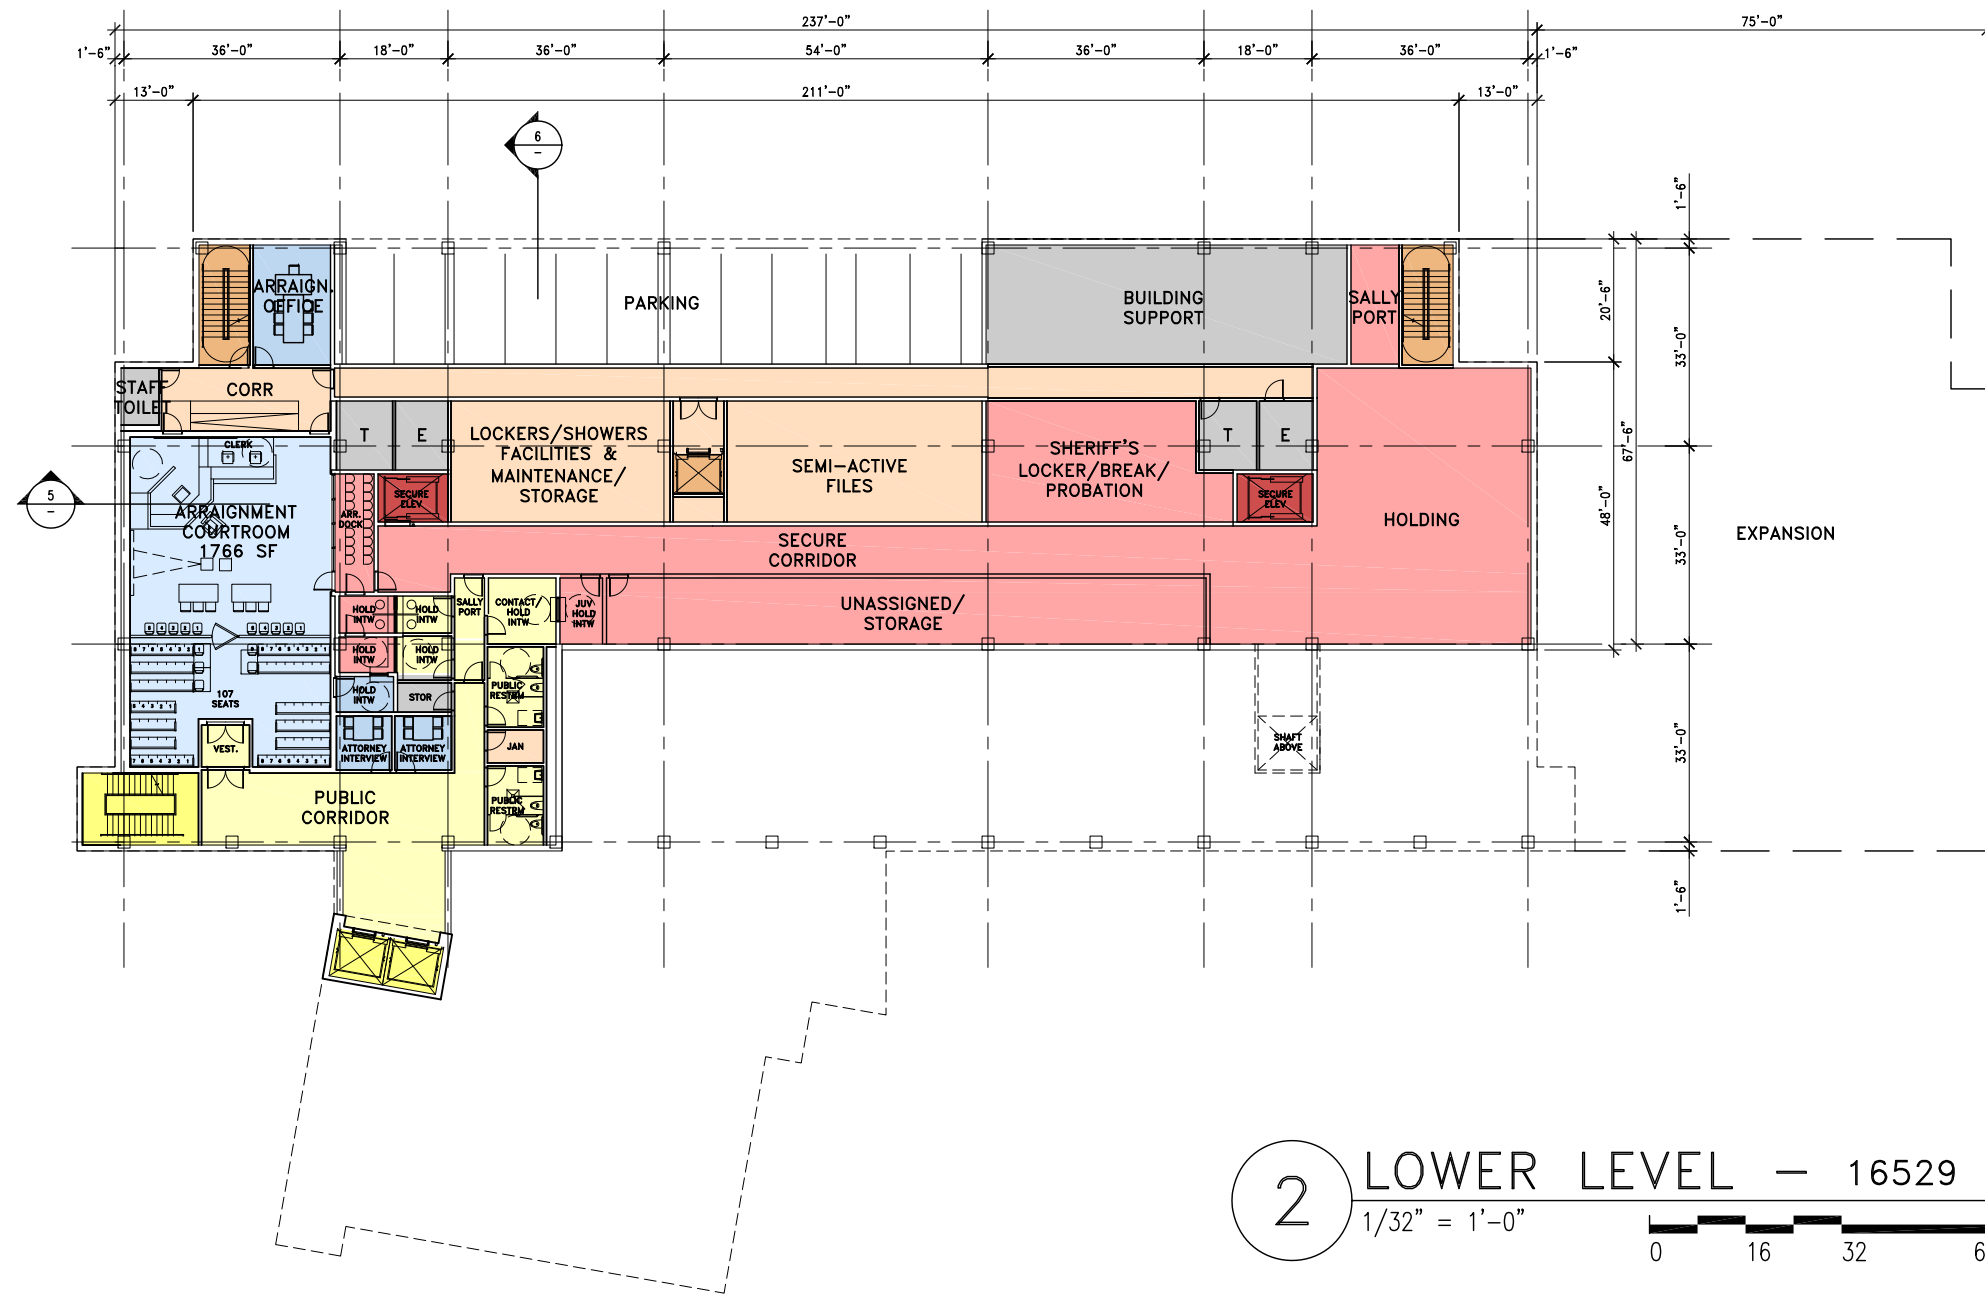 237'-0"
75'-0"
1'-6"
36'-0"
18'-0"
36'-0"
54'-0"
36'-0"
18'-0"
36'-0"
1'-6"
13'-0"
211'-0"
13'-0"
6
-
1'-6"
ARRAIGN.
OFFICE
PARKING
BUILDING
SUPPORT
SALLY
PORT
20'-6"
33'-0"
STAFF
TOILET
CORR
T
E
LOCKERS/SHOWERS
FACILITIES &
MAINTENANCE/
STORAGE
SEMI-ACTIVE
FILES
SHERIFF'S
LOCKER/BREAK/
PROBATION
T
E
67'-6"
CLERK
5
-
SECURE
ELEV
SECURE
ELEV
ARR.
DOCK
ARRAIGNMENT
COURTROOM
1766 SF
HOLDING
48'-0"
33'-0"
EXPANSION
SECURE
CORRIDOR
HOLD
INTW
HOLD
INTW
SALLY
PORT
CONTACT/
HOLD
INTW
JUV
HOLD
INTW
UNASSIGNED/
STORAGE
HOLD
INTW
HOLD
INTW
107
SEATS
HOLD
INTW
STOR
PUBLIC
RESTRM
VEST.
ATTORNEY
INTERVIEW
ATTORNEY
INTERVIEW
JAN
SHAFT
ABOVE
33'-0"
PUBLIC
CORRIDOR
PUBLIC
RESTRM
1'-6"
2
LOWER LEVEL - 16529
1/32" = 1'-0"
0 16 32 6